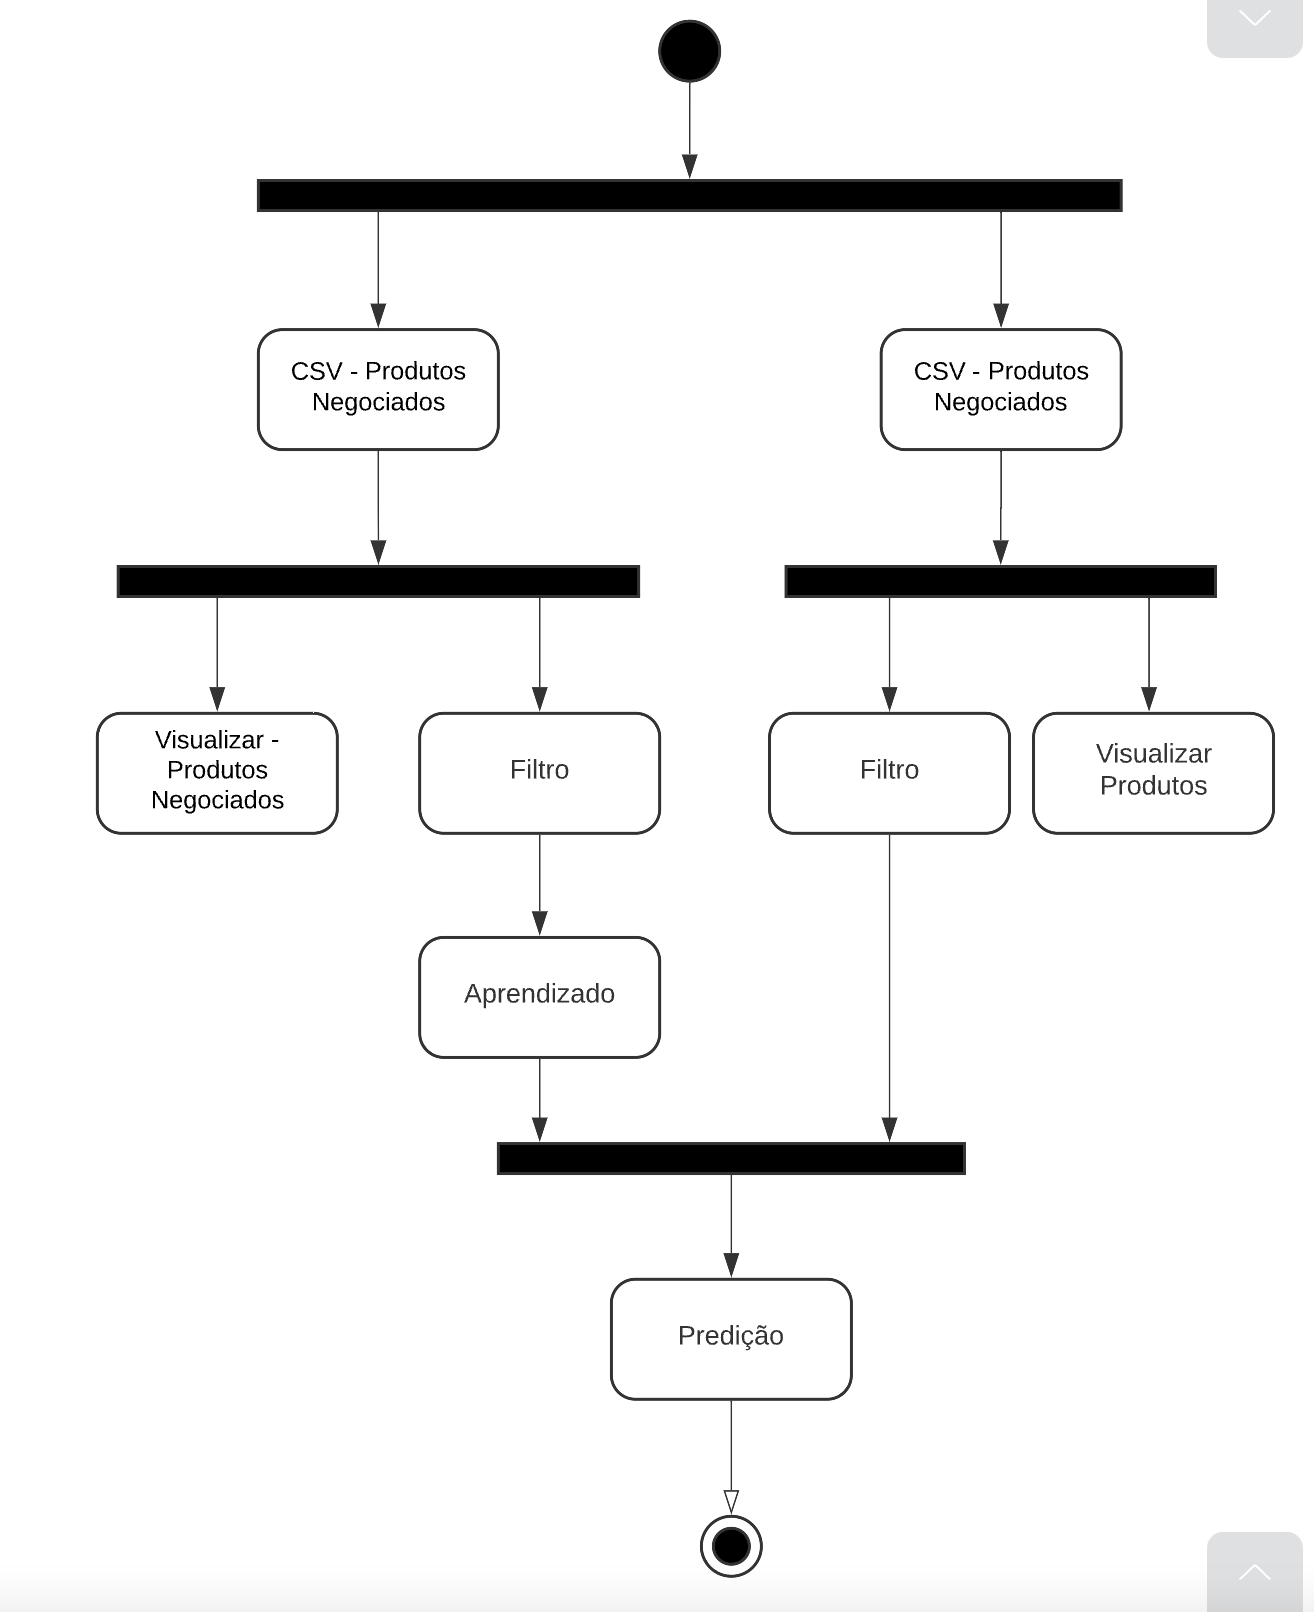 CSV - Produtos
Negociados
CSV - Produtos
Negociados
Visualizar -
Produtos
Negociados
Filtro
Filtro
Visualizar
Produtos
Aprendizado
Predição